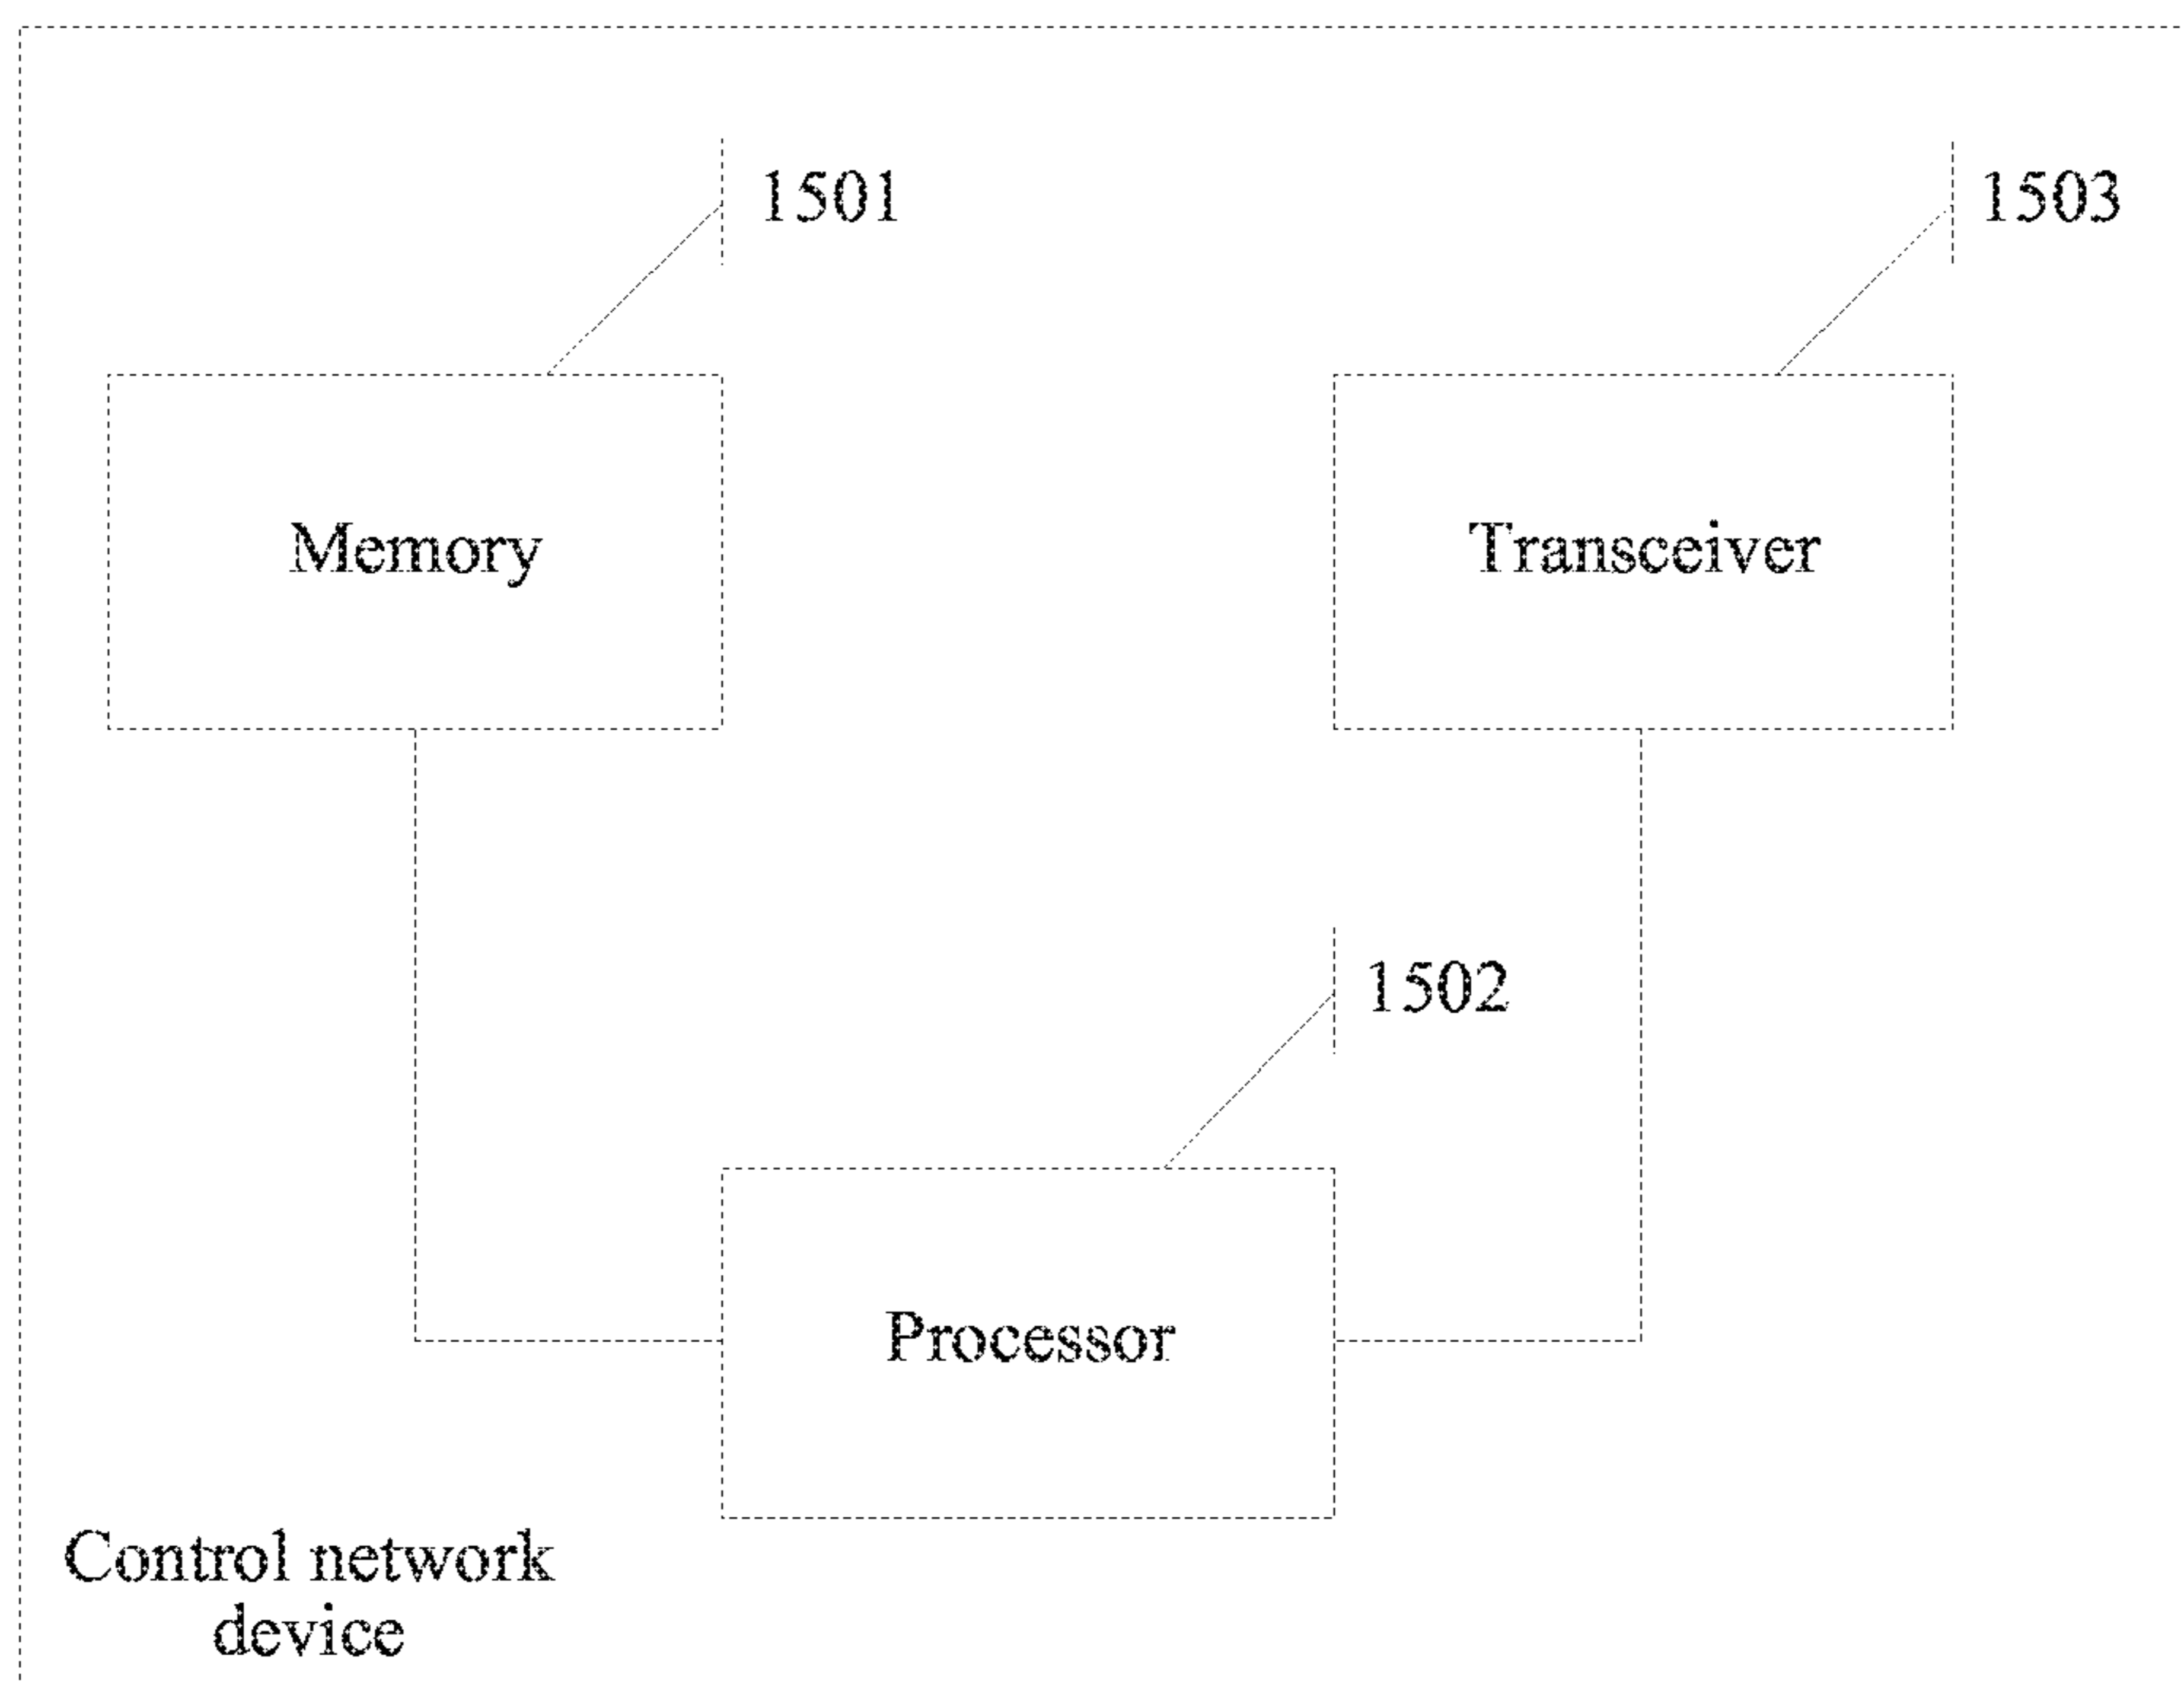 1501
1503
Memory
Transceiver
1502
Processor
Control network
device